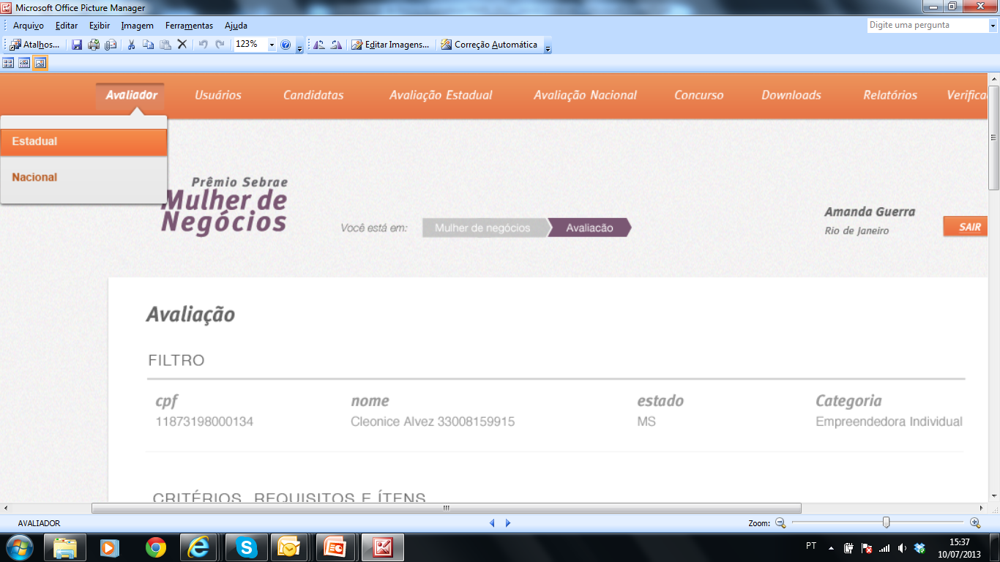 Microsoft Office Picture Manager
Arquivo Editar Exibir Imagem Ferramentas Ajuda
Digite uma pergunta
Atalhos... 123% Editar Imagens... Correção Automática
Avaliador Usuários Candidatas Avaliação Estadual Avaliação Nacional Concurso Downloads Relatórios Verifica
Estadual
Nacional
Prêmio Sebrae
Mulher de
Negócios
Você está em: Mulher de negócios Avaliacão
Amanda Guerra
Rio de Janeiro
SAIR
Avaliação
FILTRO
cpf nome estado Categoria
11873198000134 Cleonice Alvez 33008159915 MS Empreendedora Individual
CRITÉRIOS, REQUISITOS E ÍTENS
AVALIADOR
Zoom:
PT
15:37
10/07/2013